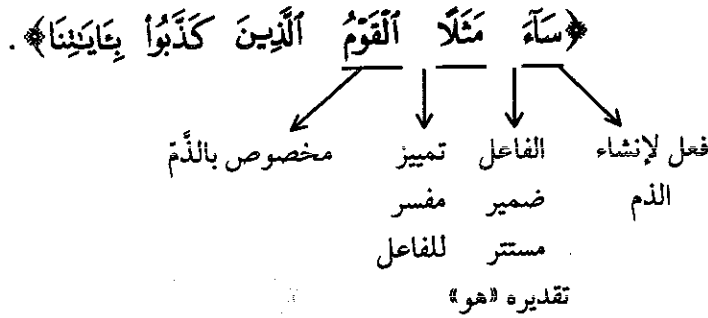 ﴿سَآءَ مَثَلًا ٱلْقَوْمُ ٱلَّذِينَ كَذَّبُوا۟ بِـَٔايَـٰتِنَا﴾ .
فعل لإنشاء الفاعل تمييز مخصوص بالذَّمّ
الذم ضمير مفسر
مستتر للفاعل
تقديره «هو»